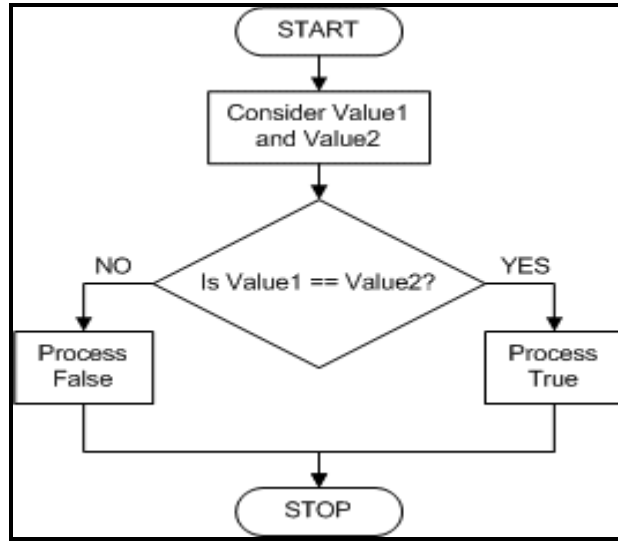 START
Consider Value1
and Value2
Is Value1 == Value2?
NO
YES
Process
False
Process
True
STOP